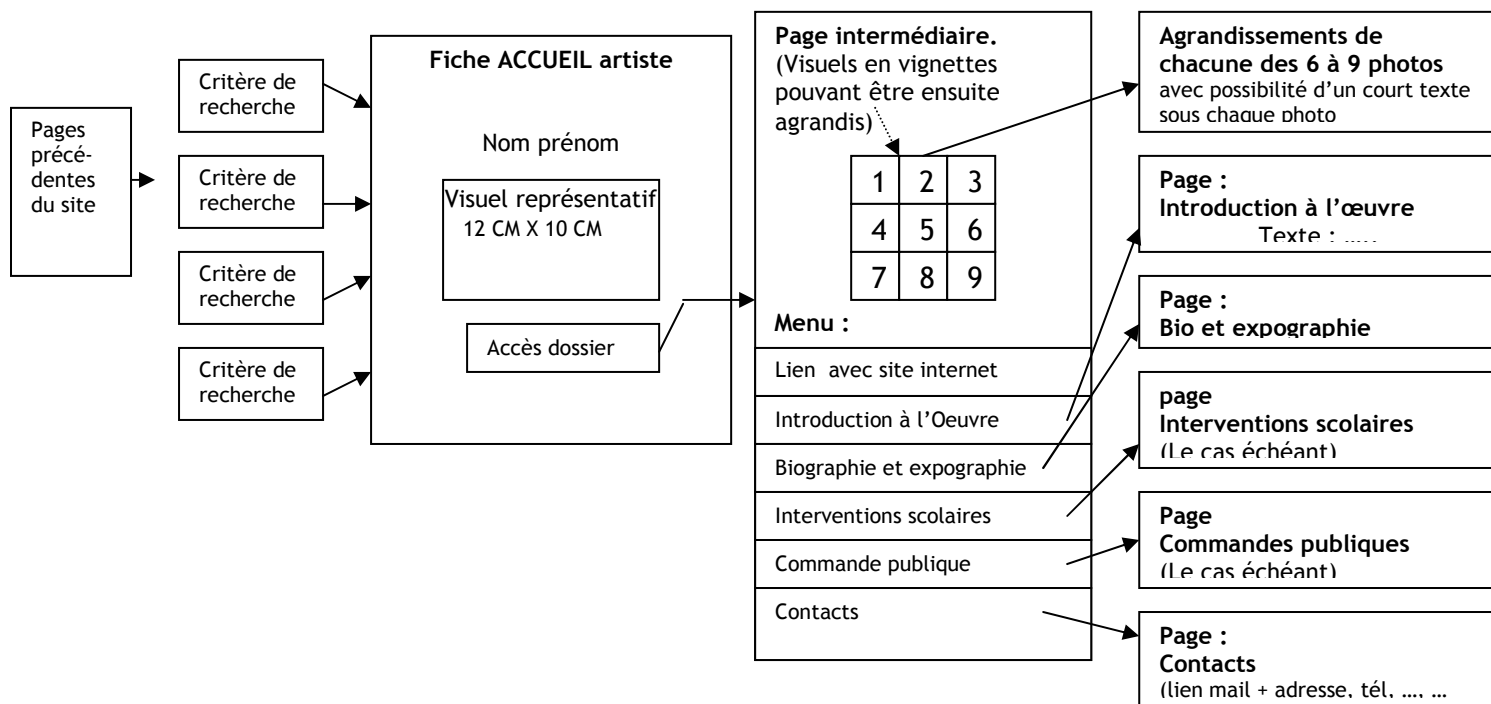 Pages
précé-
dentes
du site
Critère de
recherche
Critère de
recherche
Critère de
recherche
Critère de
recherche
Fiche ACCUEIL artiste
Nom prénom
Visuel représentatif
12 CM X 10 CM
Accès dossier
Page intermédiaire.
(Visuels en vignettes
pouvant être ensuite
agrandis)
1 2 3
4 5 6
7 8 9
Menu :
Lien avec site internet
Introduction à l’Oeuvre
Biographie et expographie
Interventions scolaires
Commande publique
Contacts
Agrandissements de
chacune des 6 à 9 photos
avec possibilité d’un court texte
sous chaque photo
Page :
Introduction à l’œuvre
Texte : …..
Page :
Bio et expographie
page
Interventions scolaires
(Le cas échéant)
Page
Commandes publiques
(Le cas échéant)
Page :
Contacts
(lien mail + adresse, tél, …, …